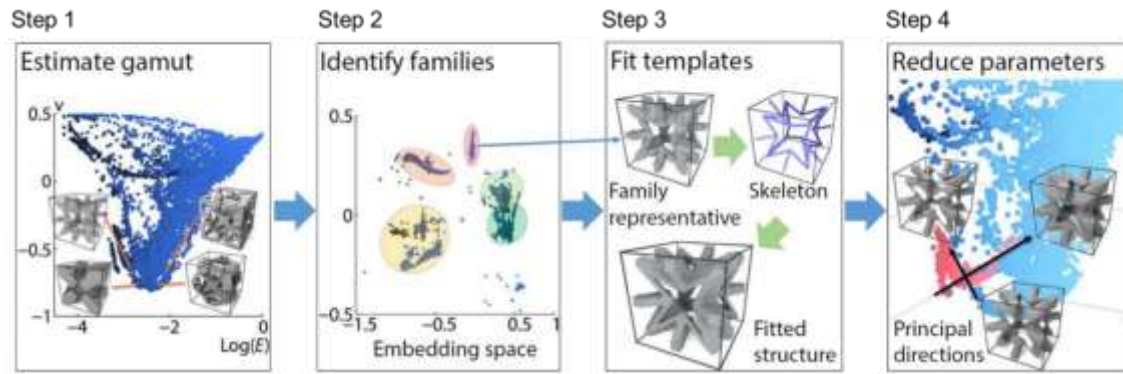 Step 1
Step 2
Step 3
Step 4
Estimate gamut
ν
0.5
0
−0.5
−1
−4
−2
0
Log(E)
Identify families
0.5
0
−0.5
−1.5
−0.5
0.5
1
Embedding space
Fit templates
Family
representative
Skeleton
Fitted
structure
Reduce parameters
Principal
directions